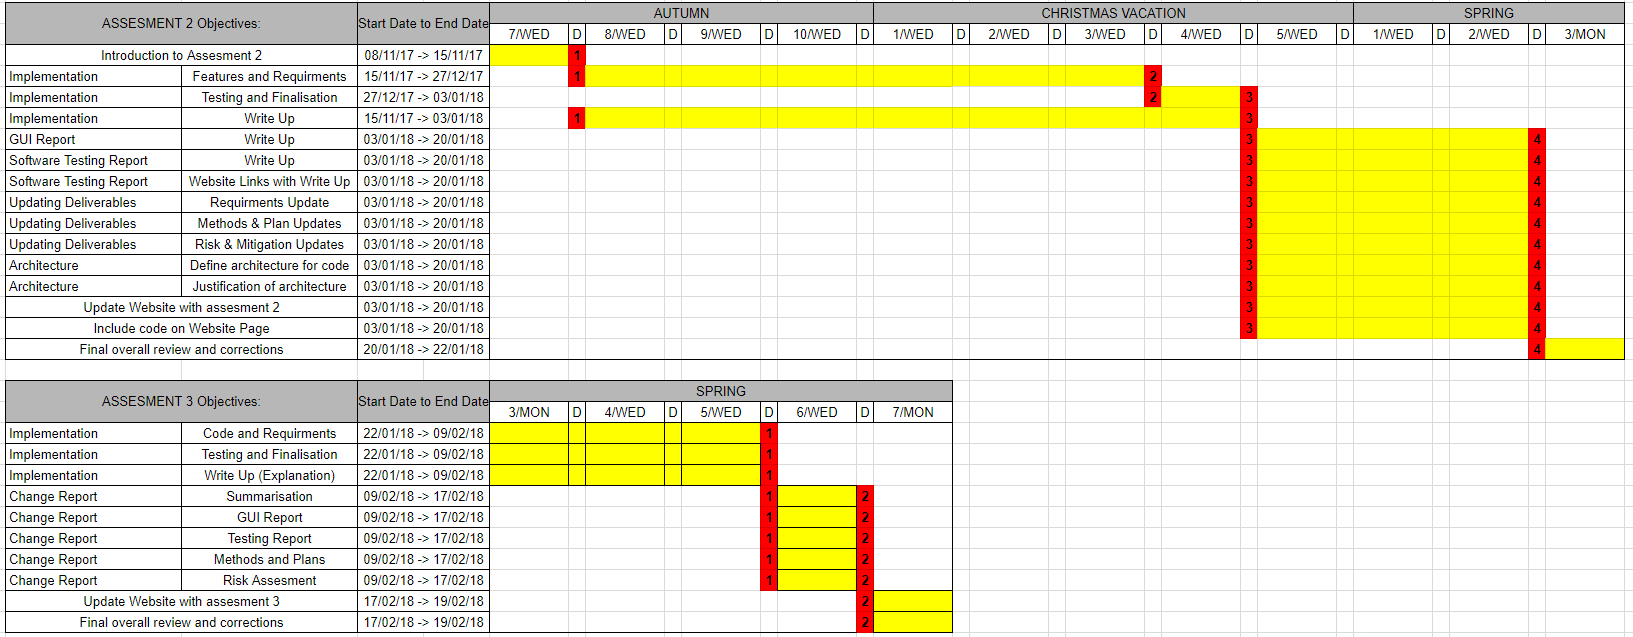 ASSESMENT 2 Objectives: Start Date to End Date AUTUMN CHRISTMAS VACATION SPRING
7/WED D 8/WED D 9/WED D 10/WED D 1/WED D 2/WED D 3/WED D 4/WED D 5/WED D 1/WED D 2/WED D 3/MON
Introduction to Assesment 2 08/11/17 -> 15/11/17 1
Implementation Features and Requirments 15/11/17 -> 27/12/17 1 2
Implementation Testing and Finalisation 27/12/17 -> 03/01/18 2 3
Implementation Write Up 15/11/17 -> 03/01/18 1 3
GUI Report Write Up 03/01/18 -> 20/01/18 3 4
Software Testing Report Write Up 03/01/18 -> 20/01/18 3 4
Software Testing Report Website Links with Write Up 03/01/18 -> 20/01/18 3 4
Updating Deliverables Requirments Update 03/01/18 -> 20/01/18 3 4
Updating Deliverables Methods & Plan Updates 03/01/18 -> 20/01/18 3 4
Updating Deliverables Risk & Mitigation Updates 03/01/18 -> 20/01/18 3 4
Architecture Define architecture for code 03/01/18 -> 20/01/18 3 4
Architecture Justification of architecture 03/01/18 -> 20/01/18 3 4
Update Website with assesment 2 03/01/18 -> 20/01/18 3 4
Include code on Website Page 03/01/18 -> 20/01/18 3 4
Final overall review and corrections 20/01/18 -> 22/01/18 4
ASSESMENT 3 Objectives: Start Date to End Date SPRING
3/MON D 4/WED D 5/WED D 6/WED D 7/MON
Implementation Code and Requirments 22/01/18 -> 09/02/18 1
Implementation Testing and Finalisation 22/01/18 -> 09/02/18 1
Implementation Write Up (Explanation) 22/01/18 -> 09/02/18 1
Change Report Summarisation 09/02/18 -> 17/02/18 1 2
Change Report GUI Report 09/02/18 -> 17/02/18 1 2
Change Report Testing Report 09/02/18 -> 17/02/18 1 2
Change Report Methods and Plans 09/02/18 -> 17/02/18 1 2
Change Report Risk Assesment 09/02/18 -> 17/02/18 1 2
Update Website with assesment 3 17/02/18 -> 19/02/18 2
Final overall review and corrections 17/02/18 -> 19/02/18 2